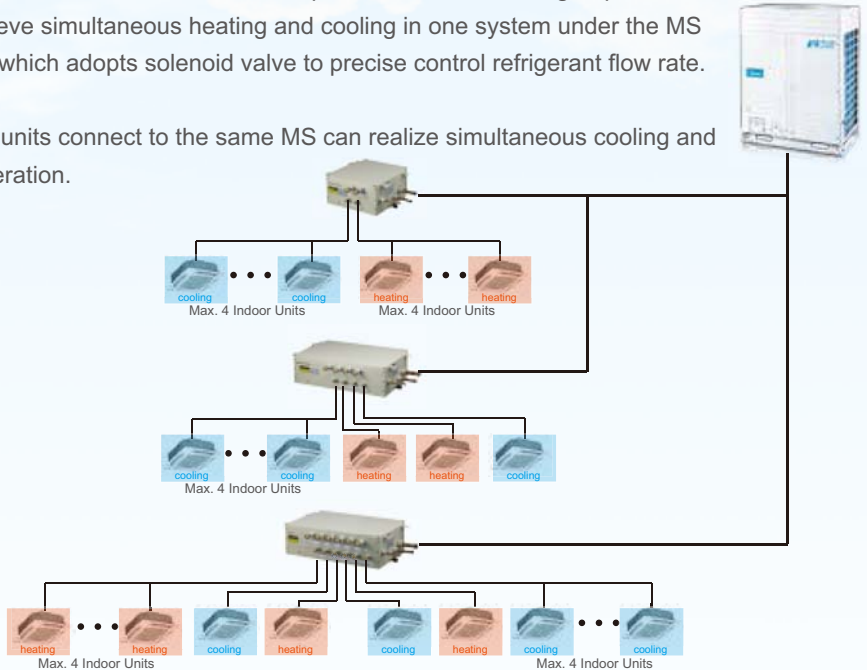 eve simultaneous heating and cooling in one system under the MS
which adopts solenoid valve to precise control refrigerant flow rate.
units connect to the same MS can realize simultaneous cooling and
eration.
cooling cooling heating heating
Max. 4 Indoor Units Max. 4 Indoor Units
cooling cooling heating heating cooling
Max. 4 Indoor Units
heating heating cooling heating cooling heating cooling cooling
Max. 4 Indoor Units Max. 4 Indoor Units